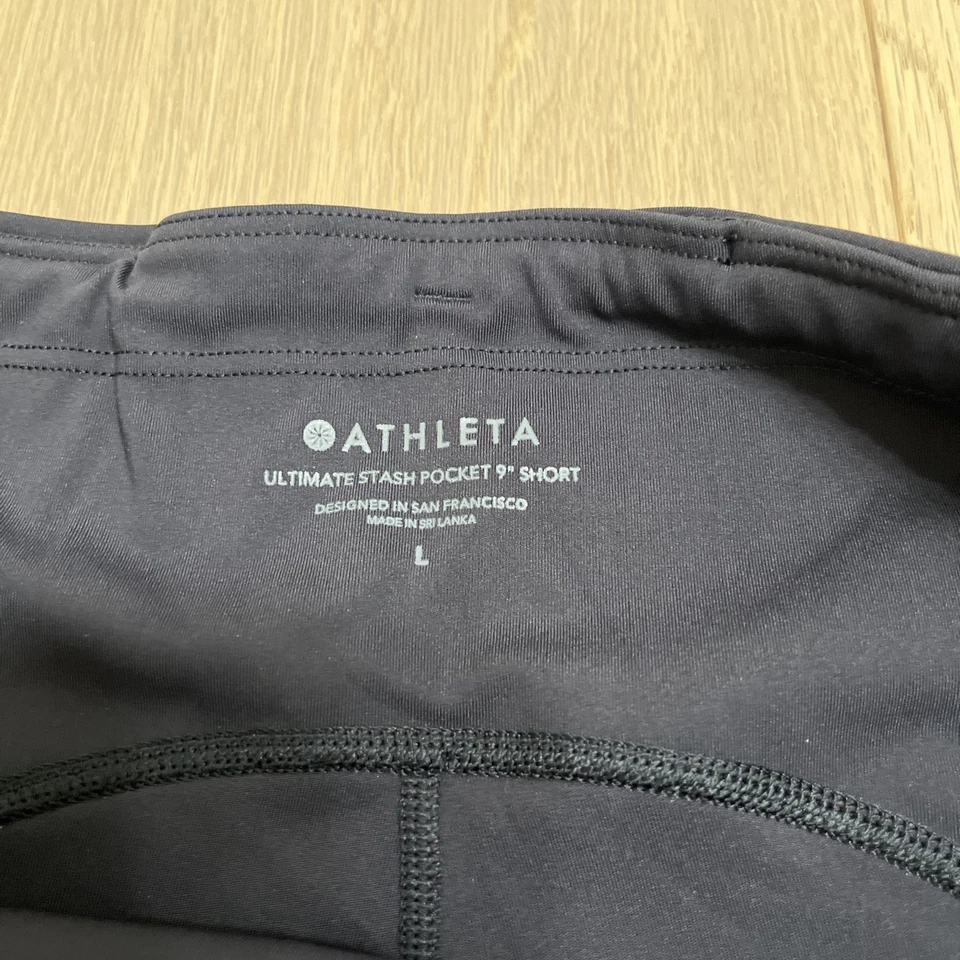 ATHLETA
ULTIMATE STASH POCKET 9" SHORT
DESIGNED IN SAN FRANCISCO
MADE IN SRI LANKA
L